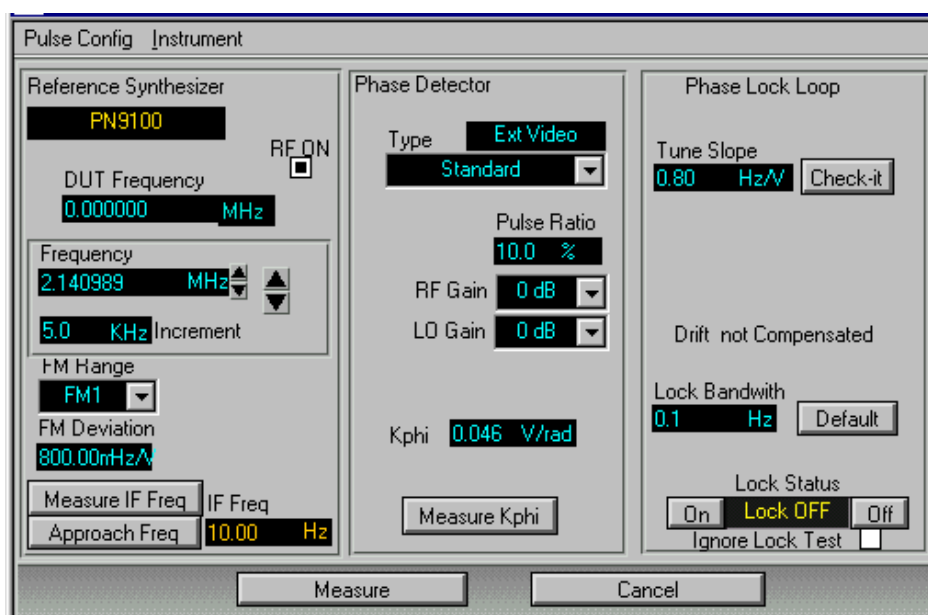 Pulse Config Instrument
Reference Synthesizer
PN9100
RF ON
DUT Frequency
0.000000 MHz
Frequency
2.140989 MHz
5.0 KHz Increment
FM Range
FM1
FM Deviation
800.00mHz/V
Measure IF Freq IF Freq
Approach Freq 10.00 Hz
Phase Detector
Type Ext Video
Standard
Pulse Ratio
10.0 %
RF Gain 0 dB
LO Gain 0 dB
Kphi 0.046 V/rad
Measure Kphi
Phase Lock Loop
Tune Slope
0.80 Hz/V Check-it
Drift not Compensated
Lock Bandwith
0.1 Hz Default
Lock Status
On Lock OFF Off
Ignore Lock Test
Measure Cancel